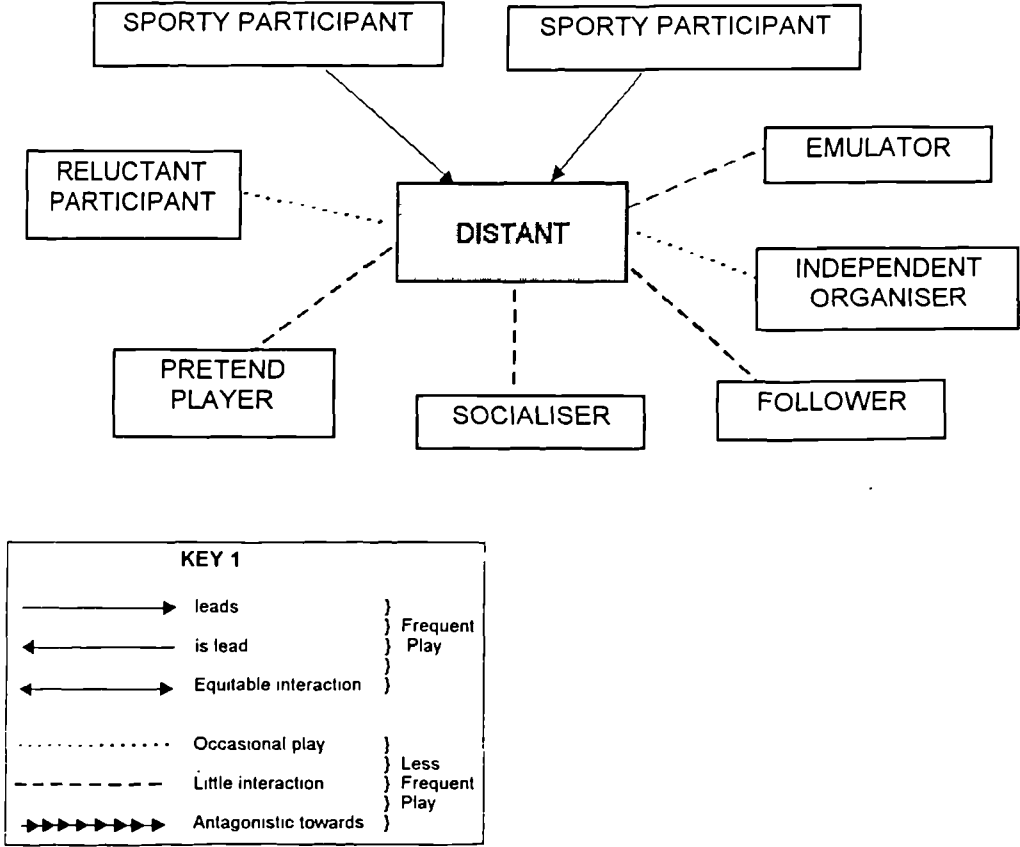 SPORTY PARTICIPANT
SPORTY PARTICIPANT
RELUCTANT
PARTICIPANT
EMULATOR
DISTANT
INDEPENDENT
ORGANISER
PRETEND
PLAYER
SOCIALISER
FOLLOWER
KEY 1
leads
is lead
Equitable interaction
}
}
}
}
}
Frequent
Play
Occasional play
Little interaction
Antagonistic towards
}
}
}
}
}
Less
Frequent
Play